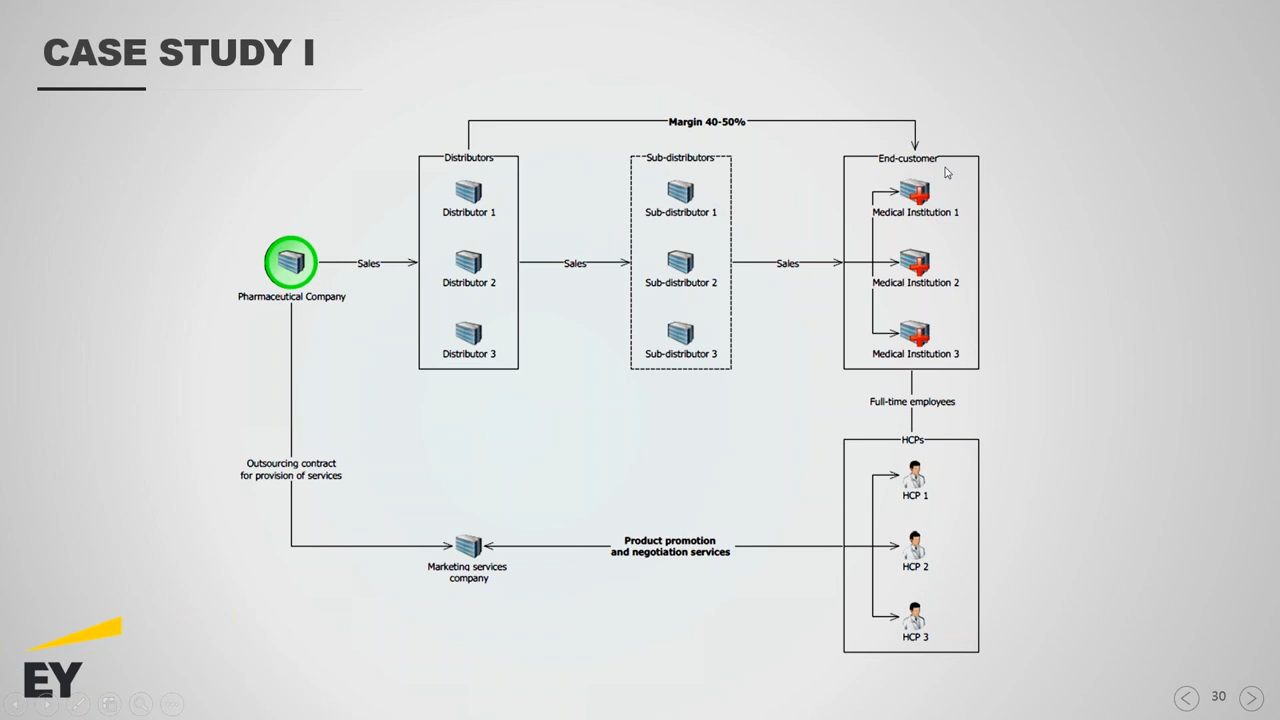 CASE STUDY I
Margin 40-50%
Distributors
Sub-distributors
End-customer
Distributor 1
Sub-distributor 1
Medical Institution 1
Sales
Sales
Sales
Distributor 2
Sub-distributor 2
Medical Institution 2
Pharmaceutical Company
Distributor 3
Sub-distributor 3
Medical Institution 3
Full-time employees
HCPs
Outsourcing contract
for provision of services
HCP 1
Product promotion
and negotiation services
Marketing services
company
HCP 2
HCP 3
EY
30